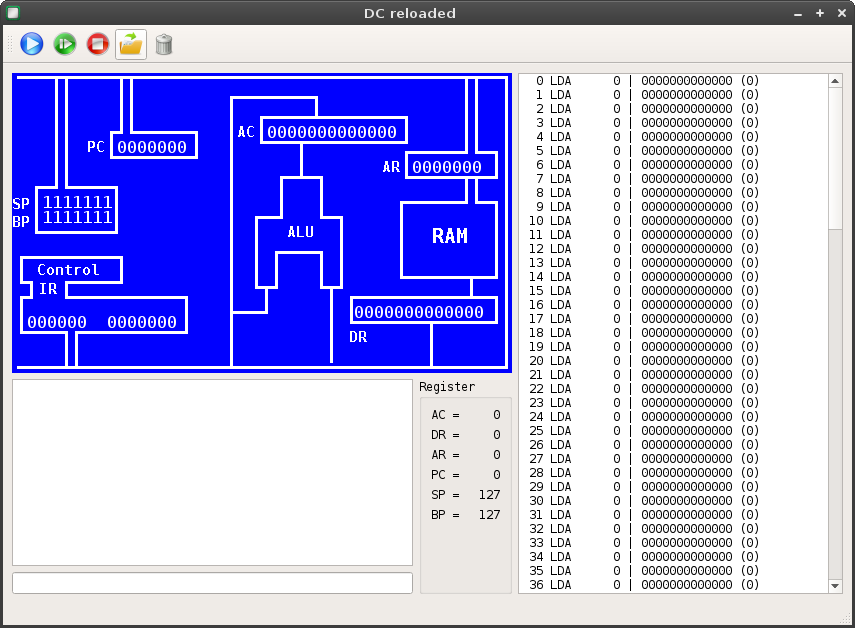 DC reloaded
PC 0000000
AC 0000000000000
AR 0000000
SP 1111111
BP 1111111
ALU
RAM
Control
IR
000000 0000000
0000000000000
DR
Register
AC = 0
DR = 0
AR = 0
PC = 0
SP = 127
BP = 127
0 LDA 0 | 0000000000000 (0)
1 LDA 0 | 0000000000000 (0)
2 LDA 0 | 0000000000000 (0)
3 LDA 0 | 0000000000000 (0)
4 LDA 0 | 0000000000000 (0)
5 LDA 0 | 0000000000000 (0)
6 LDA 0 | 0000000000000 (0)
7 LDA 0 | 0000000000000 (0)
8 LDA 0 | 0000000000000 (0)
9 LDA 0 | 0000000000000 (0)
10 LDA 0 | 0000000000000 (0)
11 LDA 0 | 0000000000000 (0)
12 LDA 0 | 0000000000000 (0)
13 LDA 0 | 0000000000000 (0)
14 LDA 0 | 0000000000000 (0)
15 LDA 0 | 0000000000000 (0)
16 LDA 0 | 0000000000000 (0)
17 LDA 0 | 0000000000000 (0)
18 LDA 0 | 0000000000000 (0)
19 LDA 0 | 0000000000000 (0)
20 LDA 0 | 0000000000000 (0)
21 LDA 0 | 0000000000000 (0)
22 LDA 0 | 0000000000000 (0)
23 LDA 0 | 0000000000000 (0)
24 LDA 0 | 0000000000000 (0)
25 LDA 0 | 0000000000000 (0)
26 LDA 0 | 0000000000000 (0)
27 LDA 0 | 0000000000000 (0)
28 LDA 0 | 0000000000000 (0)
29 LDA 0 | 0000000000000 (0)
30 LDA 0 | 0000000000000 (0)
31 LDA 0 | 0000000000000 (0)
32 LDA 0 | 0000000000000 (0)
33 LDA 0 | 0000000000000 (0)
34 LDA 0 | 0000000000000 (0)
35 LDA 0 | 0000000000000 (0)
36 LDA 0 | 0000000000000 (0)